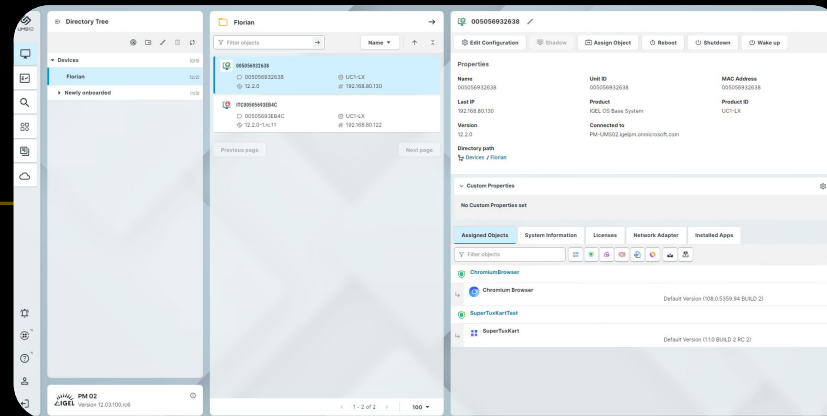 UMS12
Directory Tree
Devices
Florian
Newly onboarded
IGEL
PM 02
Version 12.03.100.rc6
Florian
Filter objects
Name
005056932638
005056932638
UC1-LX
12.2.0
192.168.80.130
ITC00505693EB4C
00505693EB4C
UC1-LX
12.2.0-1.rc.11
192.168.80.122
Previous page
Next page
1 - 2 of 2
100
005056932638
Edit Configuration
Shadow
Assign Object
Reboot
Shutdown
Wake up
Properties
Name
Unit ID
MAC Address
005056932638
005056932638
005056932638
Last IP
Product
Product ID
192.168.80.130
IGEL OS Base System
UC1-LX
Version
Connected to
12.2.0
PM-UMS02.igelpm.onmicrosoft.com
Directory path
Devices / Florian
Custom Properties
No Custom Properties set
Assigned Objects
System Information
Licenses
Network Adapter
Installed Apps
Filter objects
ChromiumBrowser
Chromium Browser
Default Version (108.0.5359.94 BUILD 2)
SuperTuxKartTest
SuperTuxKart
Default Version (1.1.0 BUILD 2 RC 2)